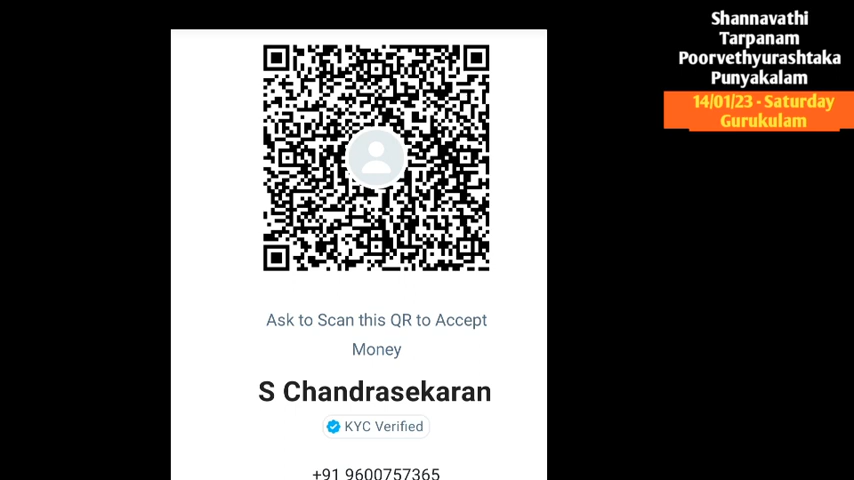 Shannavathi
Tarpanam
Poorvethyurashtaka
Punyakalam
14/01/23 - Saturday
Gurukulam
Ask to Scan this QR to Accept
Money
S Chandrasekaran
KYC Verified
+91 9600757365